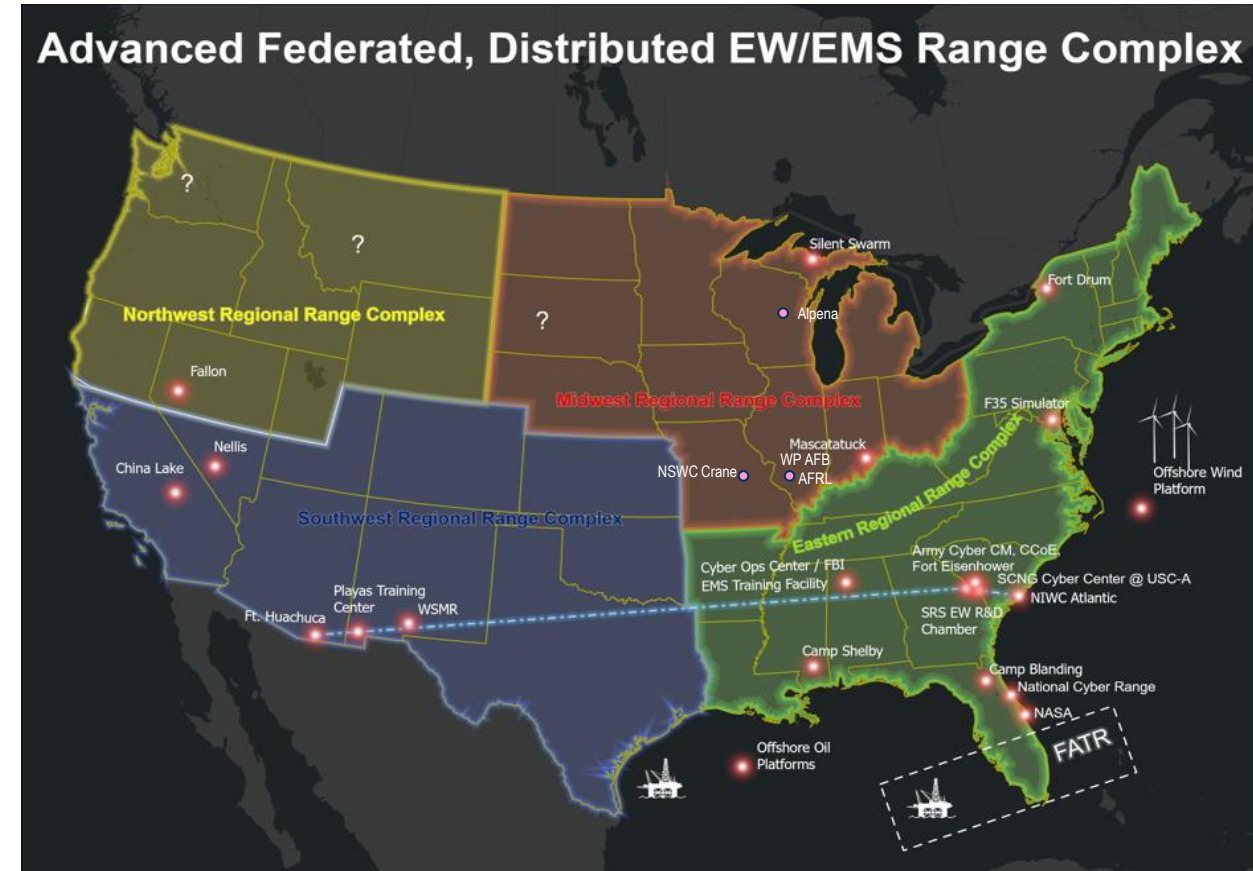 Advanced Federated, Distributed EW/EMS Range Complex
?
?
Silent Swarm
Fort Drum
Northwest Regional Range Complex
?
Alpena
Fallon
Midwest Regional Range Complex
F35 Simulator
Nellis
China Lake
Mascatatuck
WP AFB
NSWC Crane
AFRL
Offshore Wind
Platform
Southwest Regional Range Complex
Eastern Regional Range Complex
Cyber Ops Center / FBI
EMS Training Facility
Army Cyber CM, CCoE,
Fort Eisenhower
SCNG Cyber Center @ USC-A
NIWC Atlantic
Playas Training
Center
WSMR
Ft. Huachuca
SRS EW R&D
Chamber
Camp Shelby
Camp Blanding
National Cyber Range
NASA
FATR
Offshore Oil
Platforms